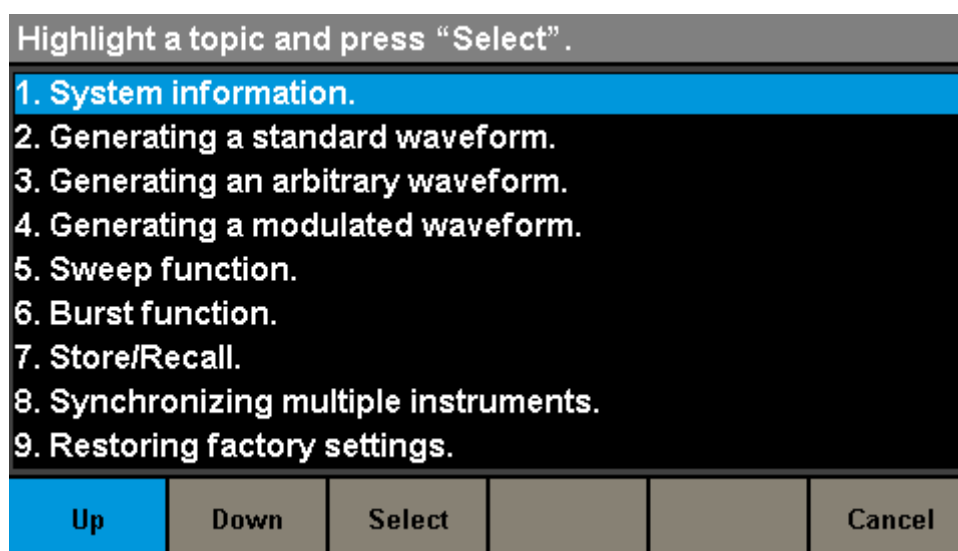 Highlight a topic and press “Select”.
1. System information.
2. Generating a standard waveform.
3. Generating an arbitrary waveform.
4. Generating a modulated waveform.
5. Sweep function.
6. Burst function.
7. Store/Recall.
8. Synchronizing multiple instruments.
9. Restoring factory settings.
Up Down Select Cancel